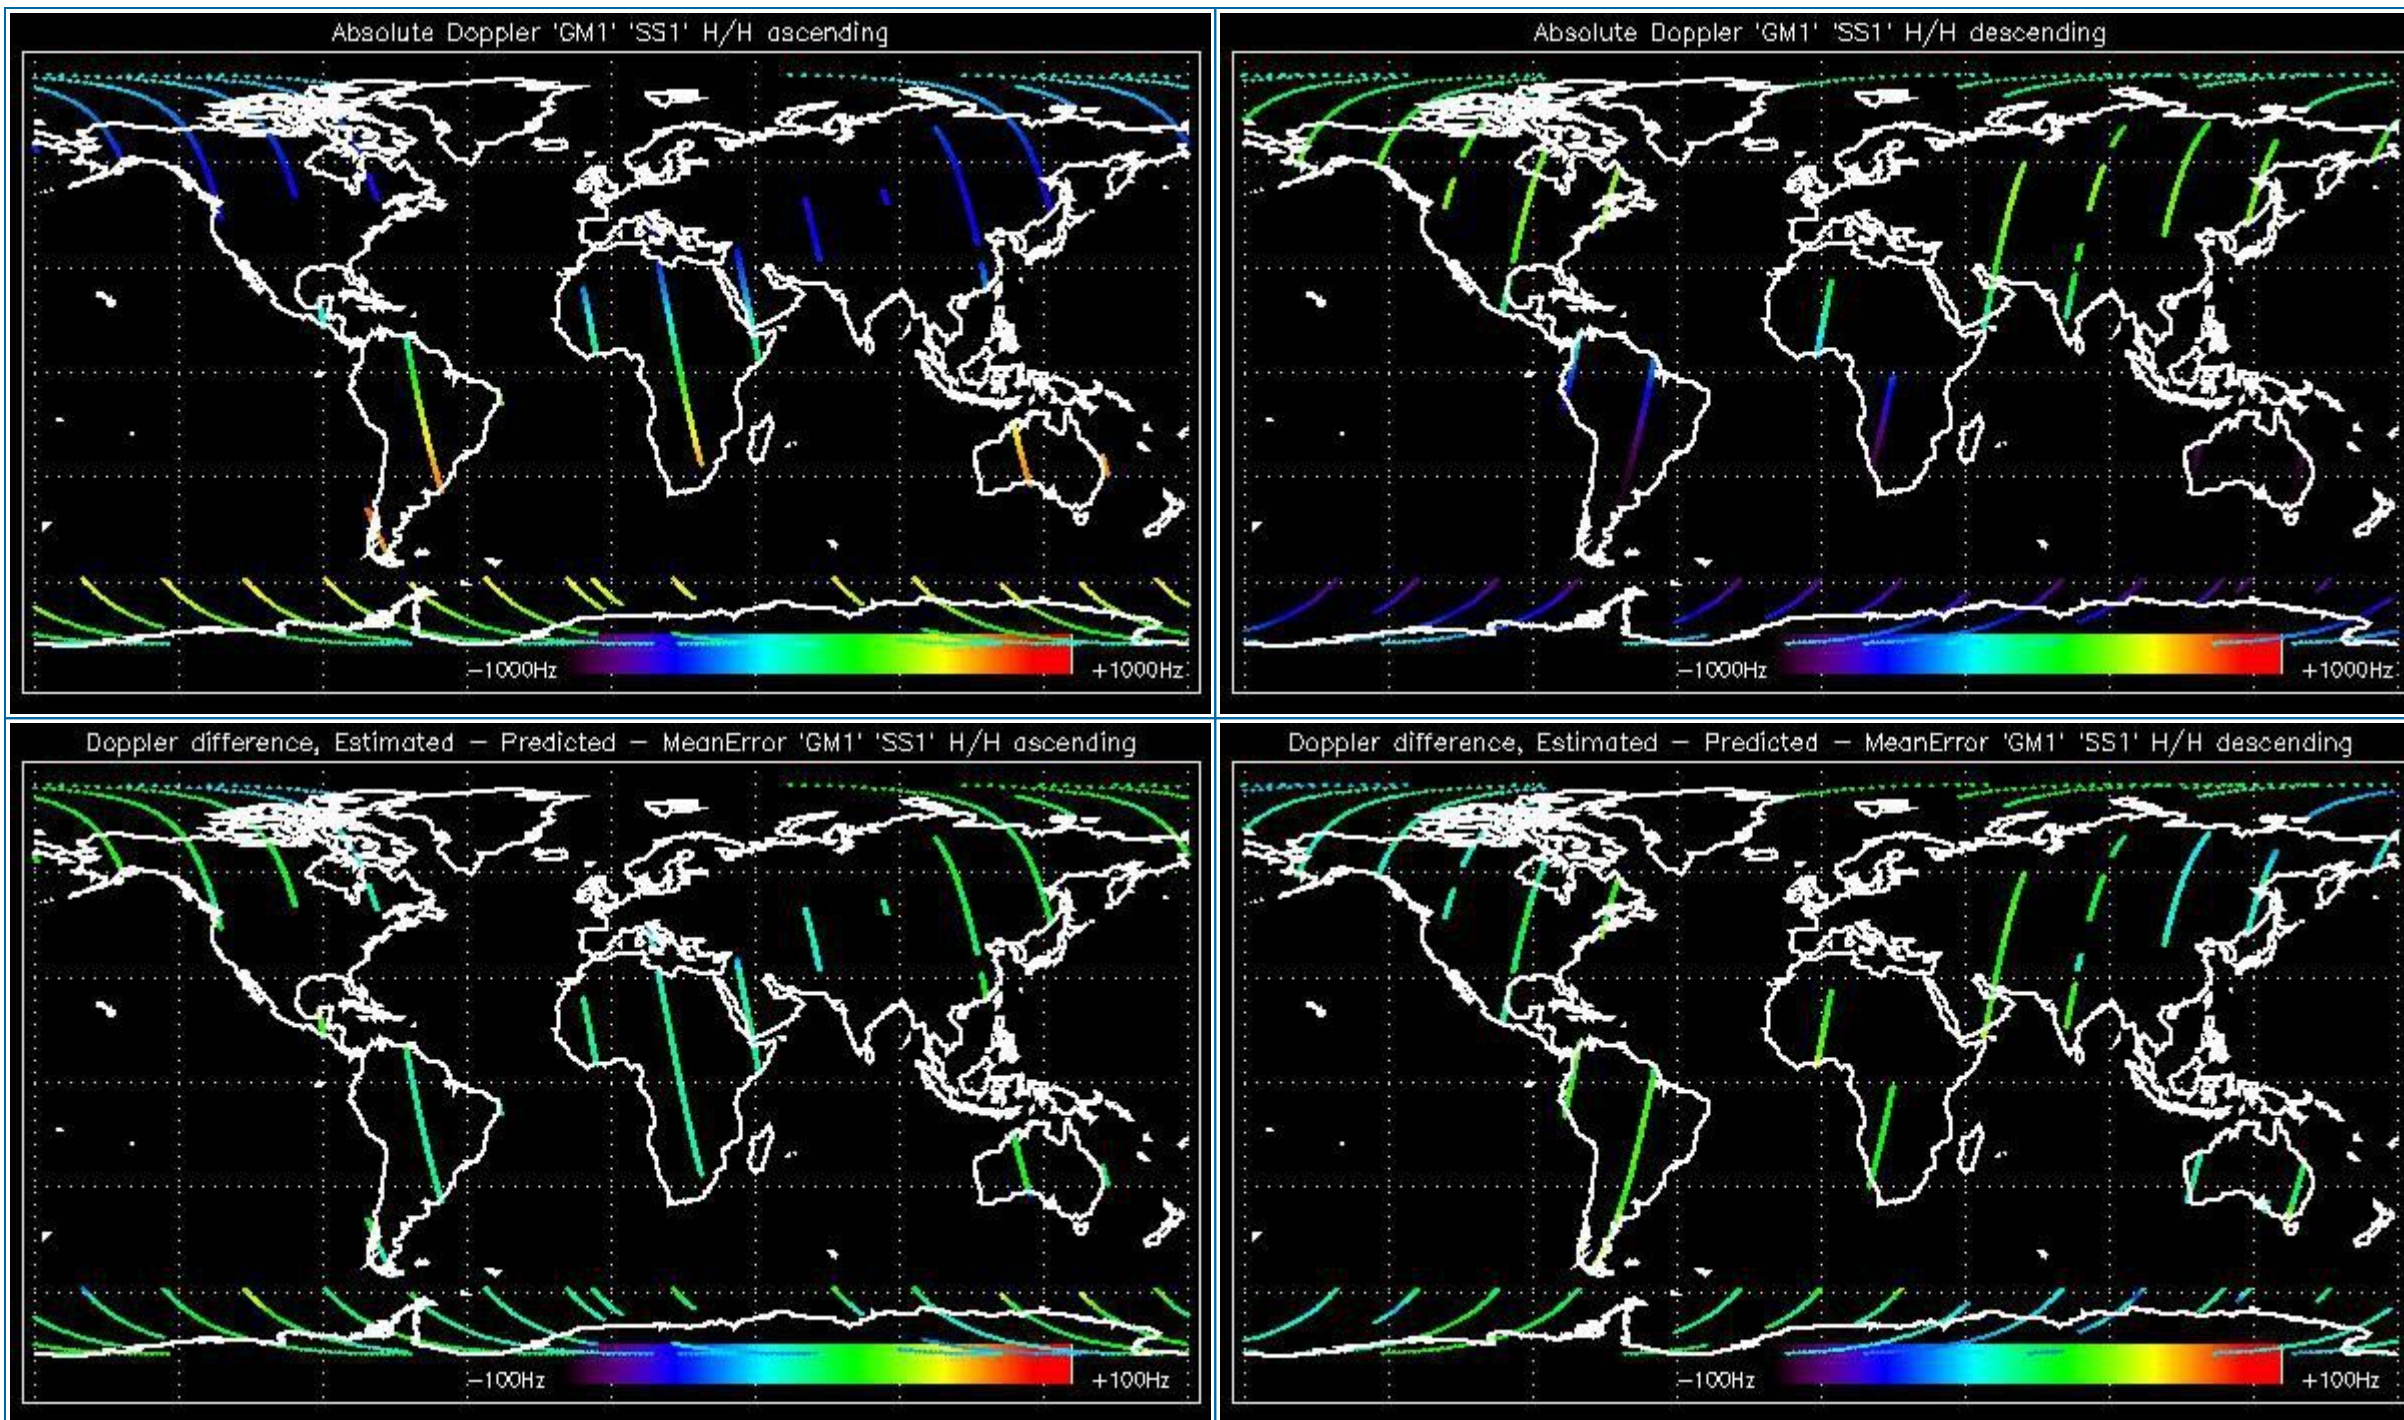 Absolute Doppler 'GM1' 'SS1' H/H ascending
-1000Hz
+1000Hz
Absolute Doppler 'GM1' 'SS1' H/H descending
-1000Hz
+1000Hz
Doppler difference, Estimated - Predicted - MeanError 'GM1' 'SS1' H/H ascending
-100Hz
+100Hz
Doppler difference, Estimated - Predicted - MeanError 'GM1' 'SS1' H/H descending
-100Hz
+100Hz